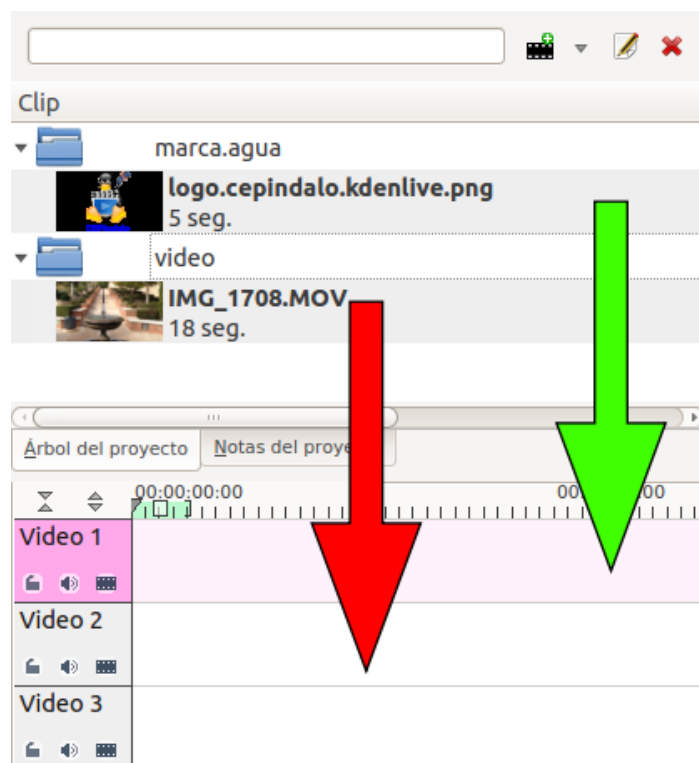 Clip
marca.agua
logo.cepindalo.kdenlive.png
5 seg.
video
IMG_1708.MOV
18 seg.
Árbol del proyecto Notas del
00:00:00:00
Video 1
Video 2
Video 3